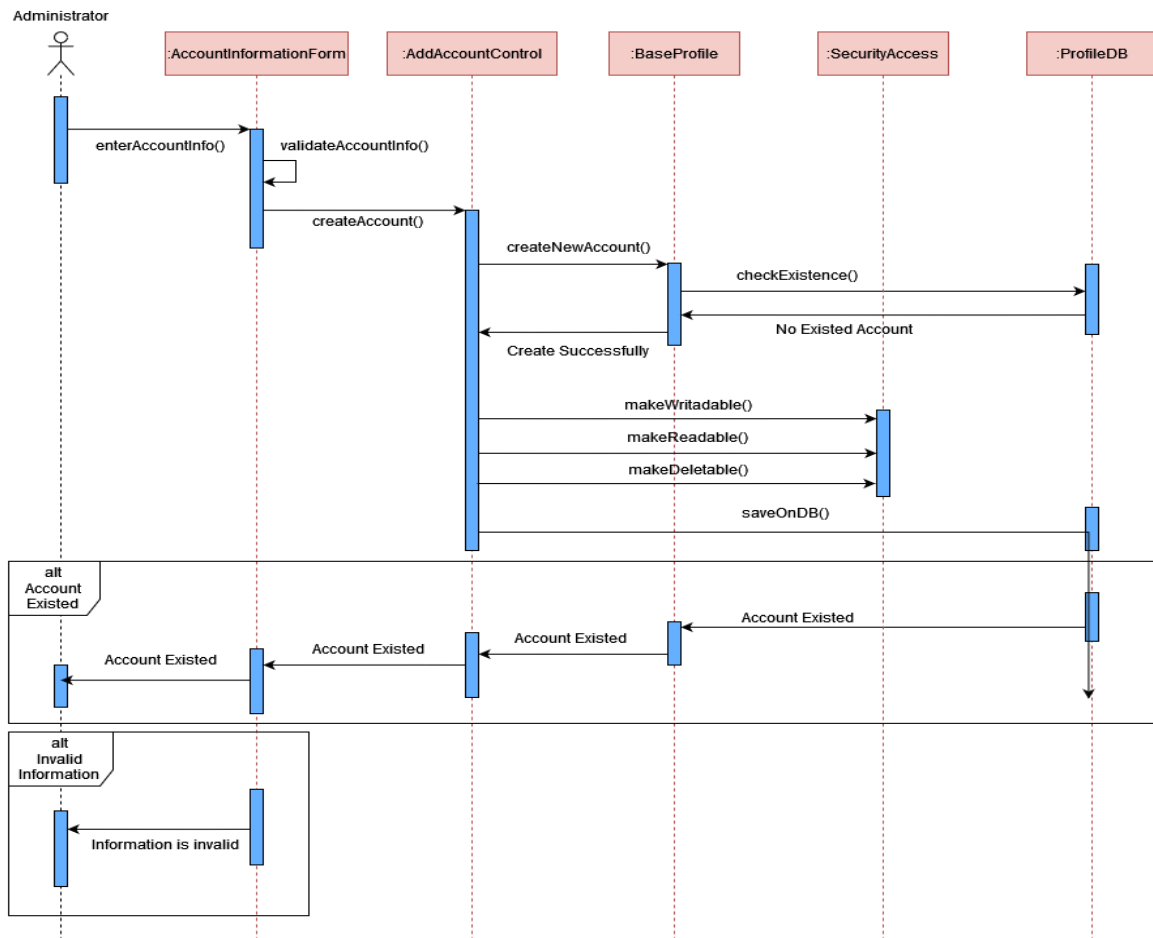 Administrator
:AccountInformationForm
:AddAccountControl
:BaseProfile
:SecurityAccess
:ProfileDB
enterAccountInfo()
validateAccountInfo()
createAccount()
createNewAccount()
checkExistence()
No Existed Account
Create Successfully
makeWritadable()
makeReadable()
makeDeletable()
saveOnDB()
alt
Account
Existed
Account Existed
Account Existed
Account Existed
Account Existed
alt
Invalid
Information
Information is invalid